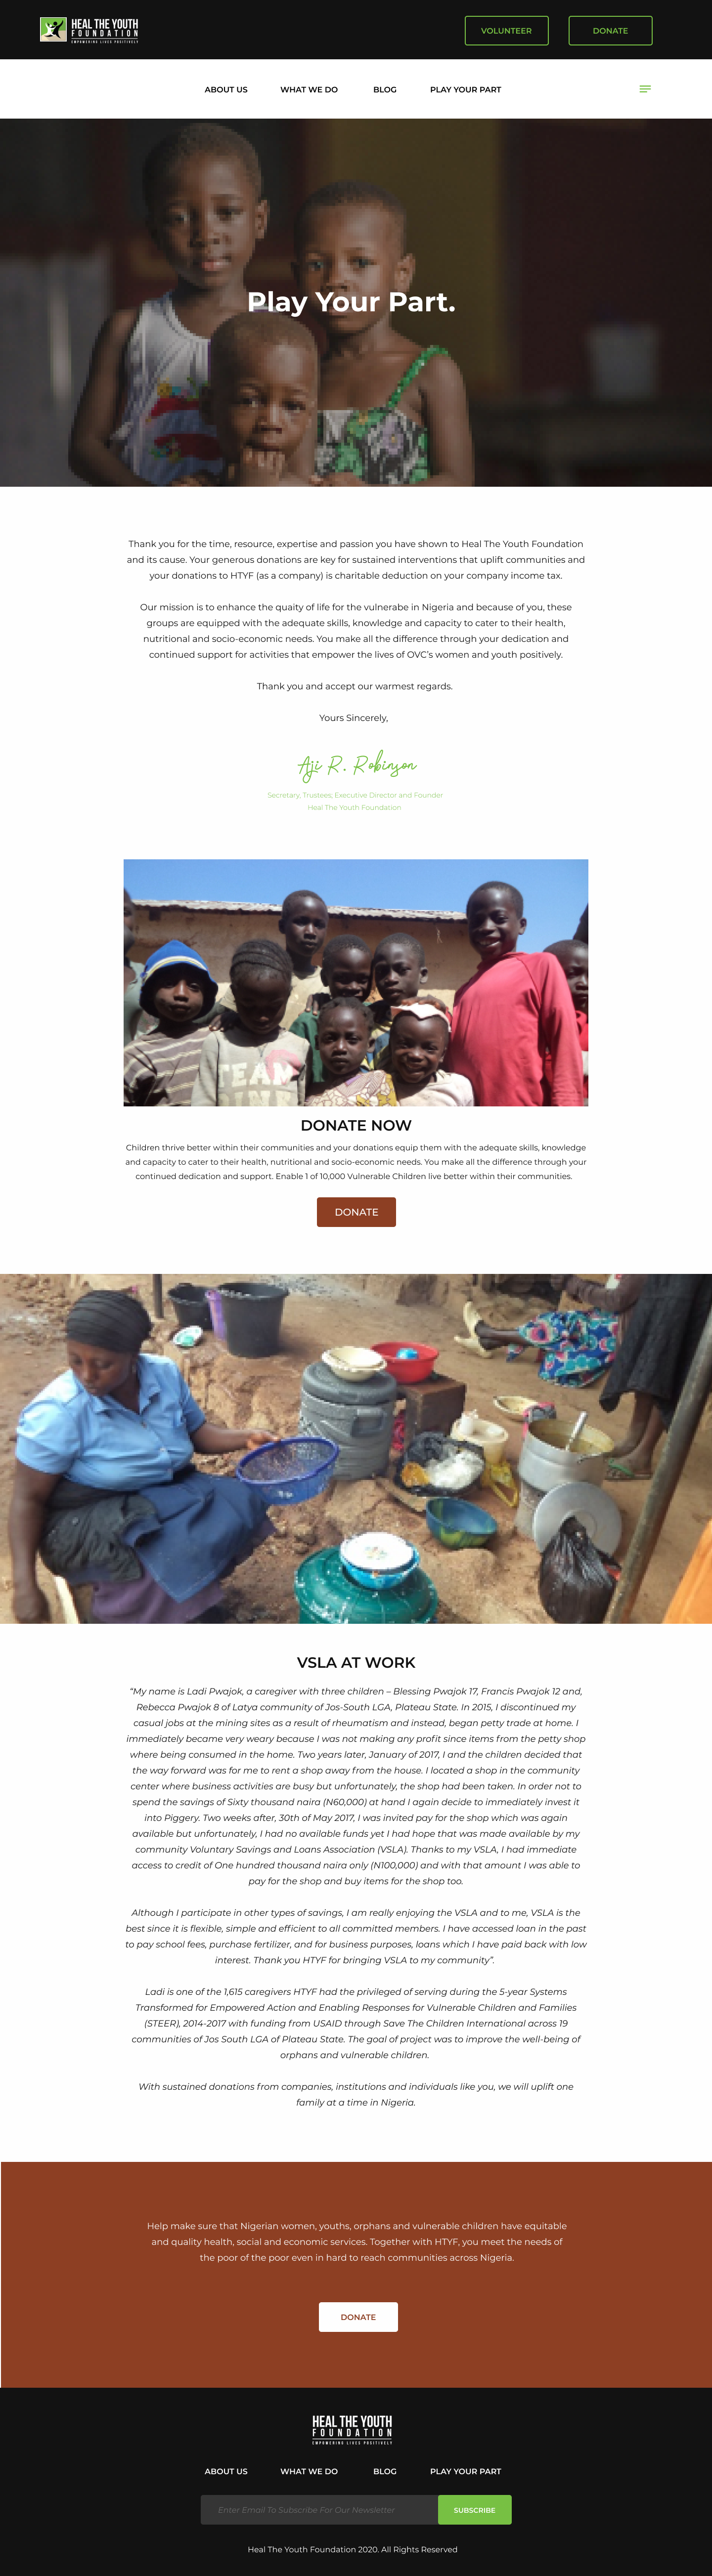 HEAL THE YOUTH
FOUNDATION
EMPOWERING LIVES POSITIVELY
VOLUNTEER
DONATE
ABOUT US
WHAT WE DO
BLOG
PLAY YOUR PART
Play Your Part.
Thank you for the time, resource, expertise and passion you have shown to Heal The Youth Foundation
and its cause. Your generous donations are key for sustained interventions that uplift communities and
your donations to HTYF (as a company) is charitable deduction on your company income tax.
Our mission is to enhance the quaity of life for the vulnerabe in Nigeria and because of you, these
groups are equipped with the adequate skills, knowledge and capacity to cater to their health,
nutritional and socio-economic needs. You make all the difference through your dedication and
continued support for activities that empower the lives of OVC's women and youth positively.
Thank you and accept our warmest regards.
Yours Sincerely,
Aji R. Robinson
Secretary, Trustees; Executive Director and Founder
Heal The Youth Foundation
TEAM
DONATE NOW
Children thrive better within their communities and your donations equip them with the adequate skills, knowledge
and capacity to cater to their health, nutritional and socio-economic needs. You make all the difference through your
continued dedication and support. Enable 1 of 10,000 Vulnerable Children live better within their communities.
DONATE
VSLA AT WORK
“My name is Ladi Pwajok, a caregiver with three children – Blessing Pwajok 17, Francis Pwajok 12 and,
Rebecca Pwajok 8 of Latya community of Jos-South LGA, Plateau State. In 2015, I discontinued my
casual jobs at the mining sites as a result of rheumatism and instead, began petty trade at home. I
immediately became very weary because I was not making any profit since items from the petty shop
where being consumed in the home. Two years later, January of 2017, I and the children decided that
the way forward was for me to rent a shop away from the house. I located a shop in the community
center where business activities are busy but unfortunately, the shop had been taken. In order not to
spend the savings of Sixty thousand naira (N60,000) at hand I again decide to immediately invest it
into Piggery. Two weeks after, 30th of May 2017, I was invited pay for the shop which was again
available but unfortunately, I had no available funds yet I had hope that was made available by my
community Voluntary Savings and Loans Association (VSLA). Thanks to my VSLA, I had immediate
access to credit of One hundred thousand naira only (N100,000) and with that amount I was able to
pay for the shop and buy items for the shop too.
Although I participate in other types of savings, I am really enjoying the VSLA and to me, VSLA is the
best since it is flexible, simple and efficient to all committed members. I have accessed loan in the past
to pay school fees, purchase fertilizer, and for business purposes, loans which I have paid back with low
interest. Thank you HTYF for bringing VSLA to my community”.
Ladi is one of the 1,615 caregivers HTYF had the privileged of serving during the 5-year Systems
Transformed for Empowered Action and Enabling Responses for Vulnerable Children and Families
(STEER), 2014-2017 with funding from USAID through Save The Children International across 19
communities of Jos South LGA of Plateau State. The goal of project was to improve the well-being of
orphans and vulnerable children.
With sustained donations from companies, institutions and individuals like you, we will uplift one
family at a time in Nigeria.
Help make sure that Nigerian women, youths, orphans and vulnerable children have equitable
and quality health, social and economic services. Together with HTYF, you meet the needs of
the poor of the poor even in hard to reach communities across Nigeria.
DONATE
HEAL THE YOUTH
FOUNDATION
EMPOWERING LIVES POSITIVELY
ABOUT US
WHAT WE DO
BLOG
PLAY YOUR PART
Enter Email To Subscribe For Our Newsletter
SUBSCRIBE
Heal The Youth Foundation 2020. All Rights Reserved